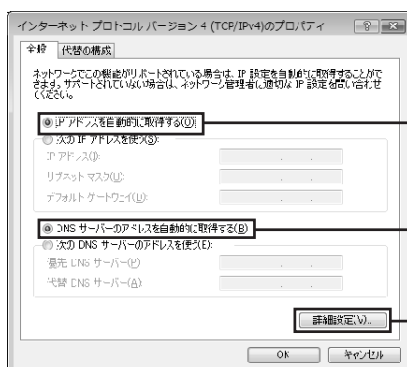 インターネット プロトコル バージョン 4 (TCP/IPv4)のプロパティ
全般
代替の構成
ネットワークでこの機能がサポートされている場合は、IP 設定を自動的に取得することがで
きます。サポートされていない場合は、ネットワーク管理者に適切な IP 設定を問い合わせ
てください。
IP アドレスを自動的に取得する(O)
次の IP アドレスを使う(S):
IP アドレス(I):
サブネット マスク(U):
デフォルト ゲートウェイ(D):
DNS サーバーのアドレスを自動的に取得する(B)
次の DNS サーバーのアドレスを使う(E):
優先 DNS サーバー(P)
代替 DNS サーバー(A)
詳細設定(V)...
OK
キャンセル